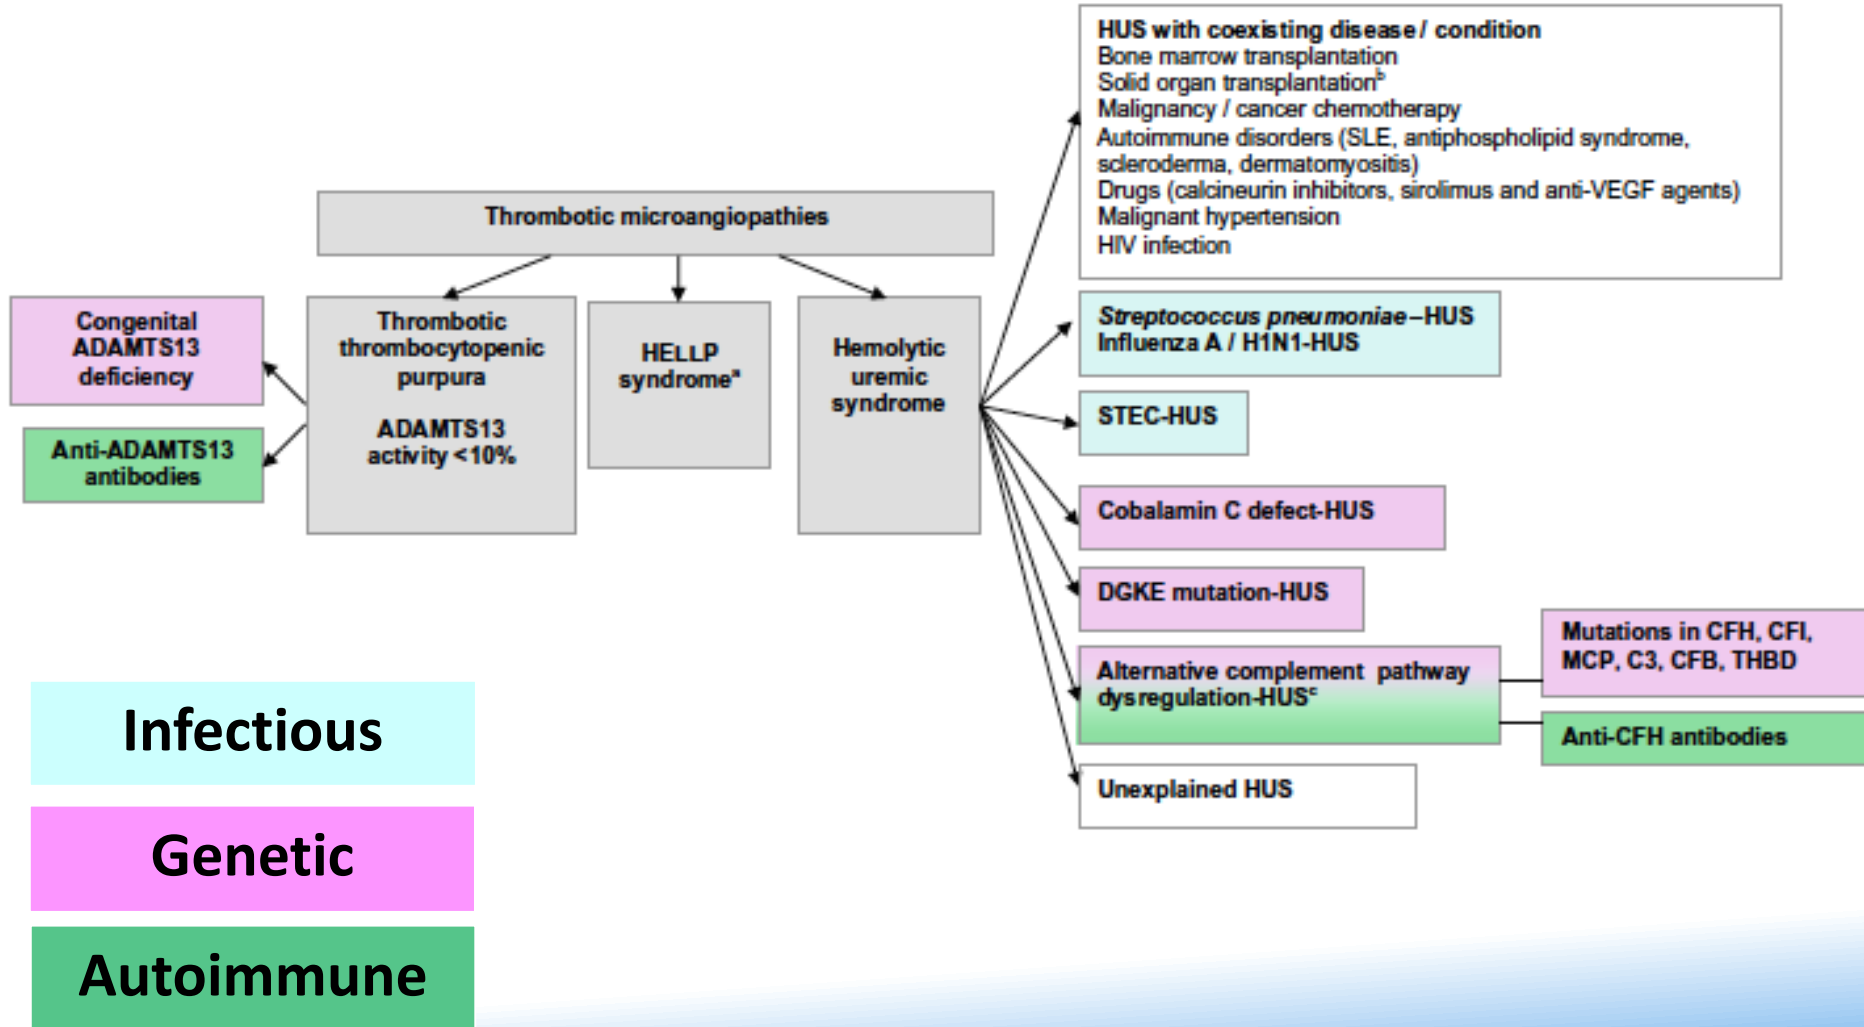 Thrombotic microangiopathies
Congenital
ADAMTS13
deficiency
Anti-ADAMTS13
antibodies
Thrombotic
thrombocytopenic
purpura
ADAMTS13
activity <10%
HELLP
syndromeᵃ
Hemolytic
uremic
syndrome
HUS with coexisting disease / condition
Bone marrow transplantation
Solid organ transplantationᵇ
Malignancy / cancer chemotherapy
Autoimmune disorders (SLE, antiphospholipid syndrome,
scleroderma, dermatomyositis)
Drugs (calcineurin inhibitors, sirolimus and anti-VEGF agents)
Malignant hypertension
HIV infection
Streptococcus pneumoniae –HUS
Influenza A / H1N1-HUS
STEC-HUS
Cobalamin C defect-HUS
DGKE mutation-HUS
Alternative complement pathway
dysregulation-HUSᶜ
Mutations in CFH, CFI,
MCP, C3, CFB, THBD
Anti-CFH antibodies
Unexplained HUS
Infectious
Genetic
Autoimmune